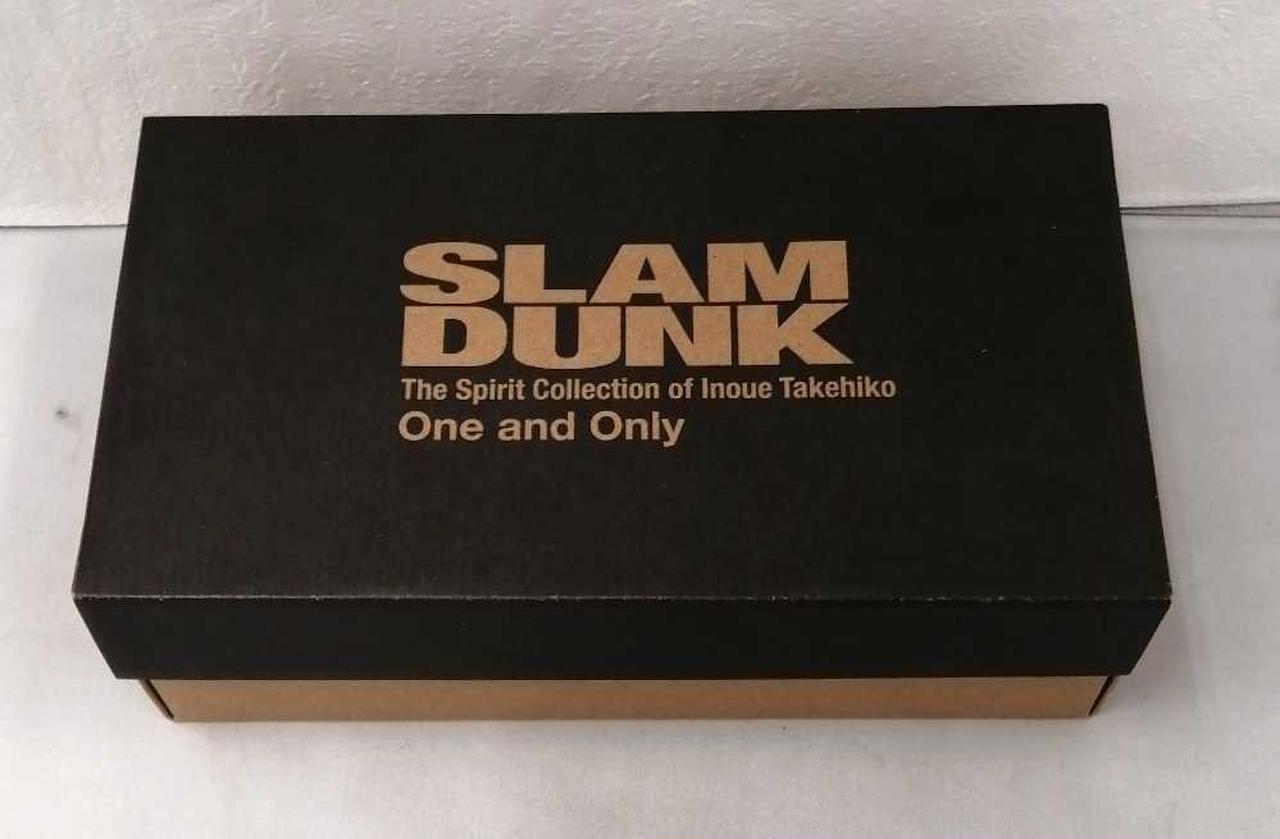 SLAM
DUNK
The Spirit Collection of Inoue Takehiko
One and Only